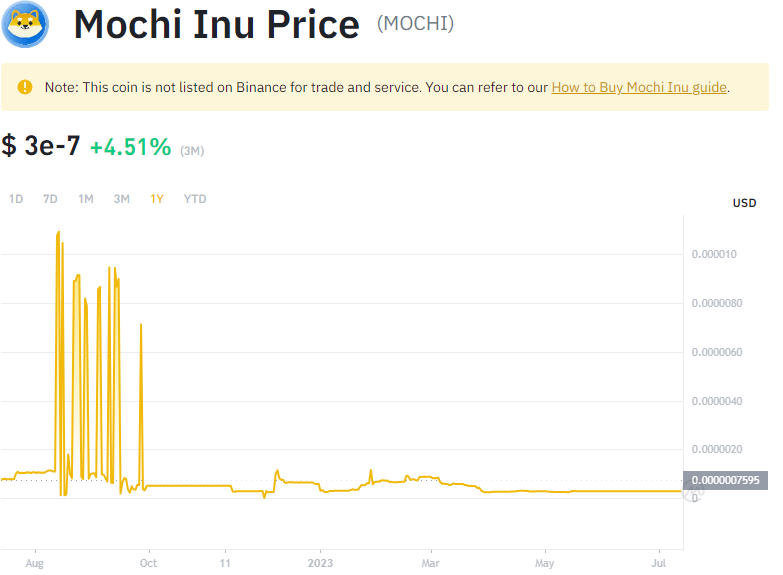 Mochi Inu Price (MOCHI)
Note: This coin is not listed on Binance for trade and service. You can refer to our How to Buy Mochi Inu guide.
$ 3e-7 +4.51% (3M)
1D 7D 1M 3M 1Y YTD
USD
0.000010
0.0000080
0.0000060
0.0000040
0.0000020
0.0000007595
0
Aug Oct 11 2023 Mar May Jul